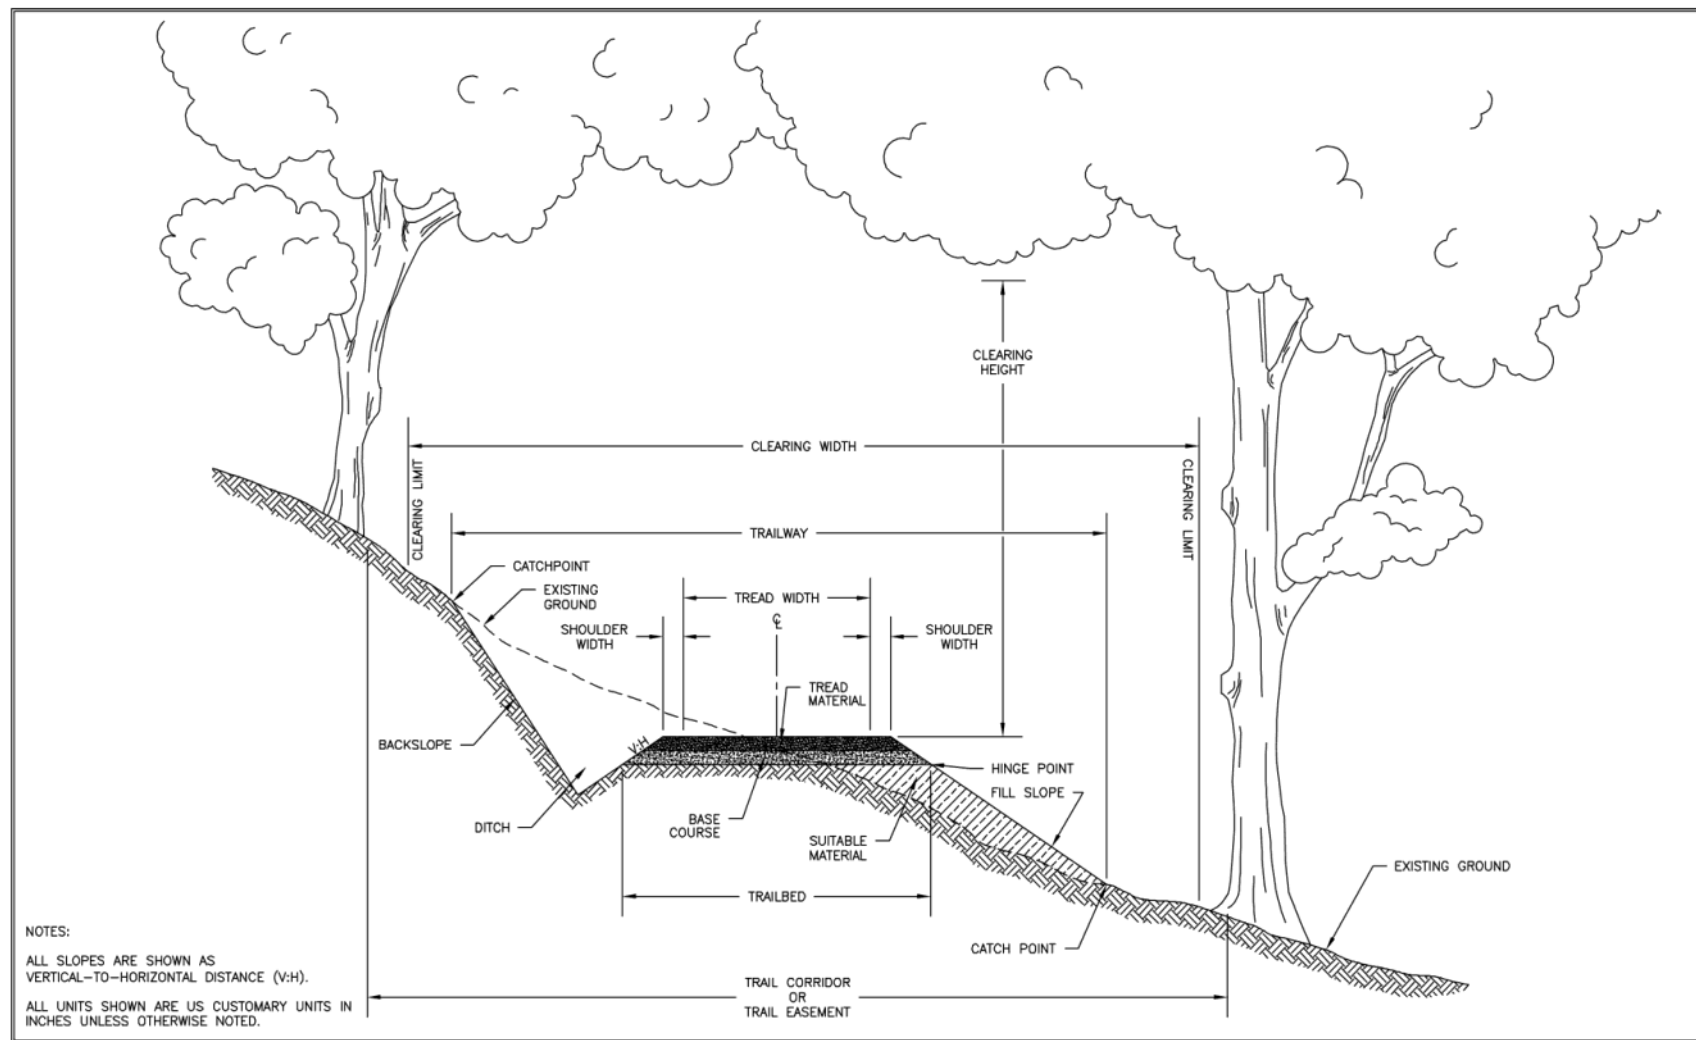 CLEARING
HEIGHT
CLEARING WIDTH
CLEARING LIMIT
CLEARING LIMIT
TRAILWAY
CATCHPOINT
EXISTING
GROUND
TREAD WIDTH
℄
SHOULDER
WIDTH
SHOULDER
WIDTH
TREAD
MATERIAL
V:H
BACKSLOPE
HINGE POINT
FILL SLOPE
DITCH
BASE
COURSE
SUITABLE
MATERIAL
EXISTING GROUND
TRAILBED
CATCH POINT
NOTES:
ALL SLOPES ARE SHOWN AS
VERTICAL-TO-HORIZONTAL DISTANCE (V:H).
ALL UNITS SHOWN ARE US CUSTOMARY UNITS IN
INCHES UNLESS OTHERWISE NOTED.
TRAIL CORRIDOR
OR
TRAIL EASEMENT